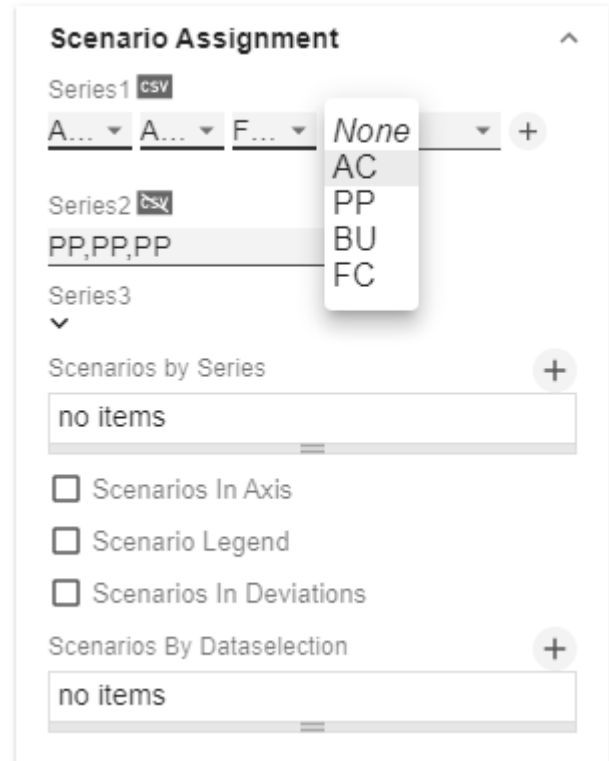 Scenario Assignment
Series1 CSV
A... A... F...
None
AC
PP
BU
FC
Series2 CSV
PP,PP,PP
Series3
Scenarios by Series
no items
Scenarios In Axis
Scenario Legend
Scenarios In Deviations
Scenarios By Dataselection
no items